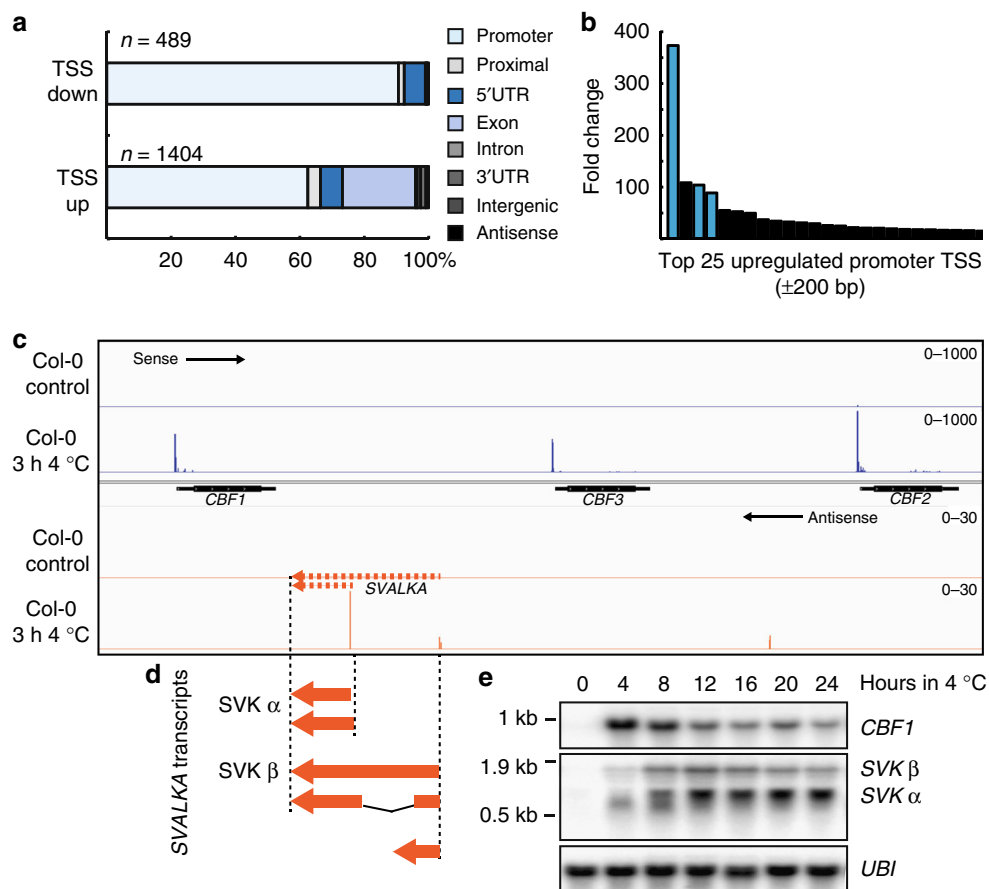 a
n = 489
TSS
down
n = 1404
TSS
up
20 40 60 80 100%
Promoter
Proximal
5′UTR
Exon
Intron
3′UTR
Intergenic
Antisense
b
Fold change
400
300
200
100
Top 25 upregulated promoter TSS
(±200 bp)
c
Col-0
control
Sense
0–1000
Col-0
3 h 4 °C
0–1000
CBF1 CBF3 CBF2
Col-0
control
Antisense
0–30
SVALKA
Col-0
3 h 4 °C
0–30
d
SVALKA transcripts
SVK α
SVK β
e
0 4 8 12 16 20 24 Hours in 4 °C
1 kb
CBF1
1.9 kb
SVK β
SVK α
0.5 kb
UBI